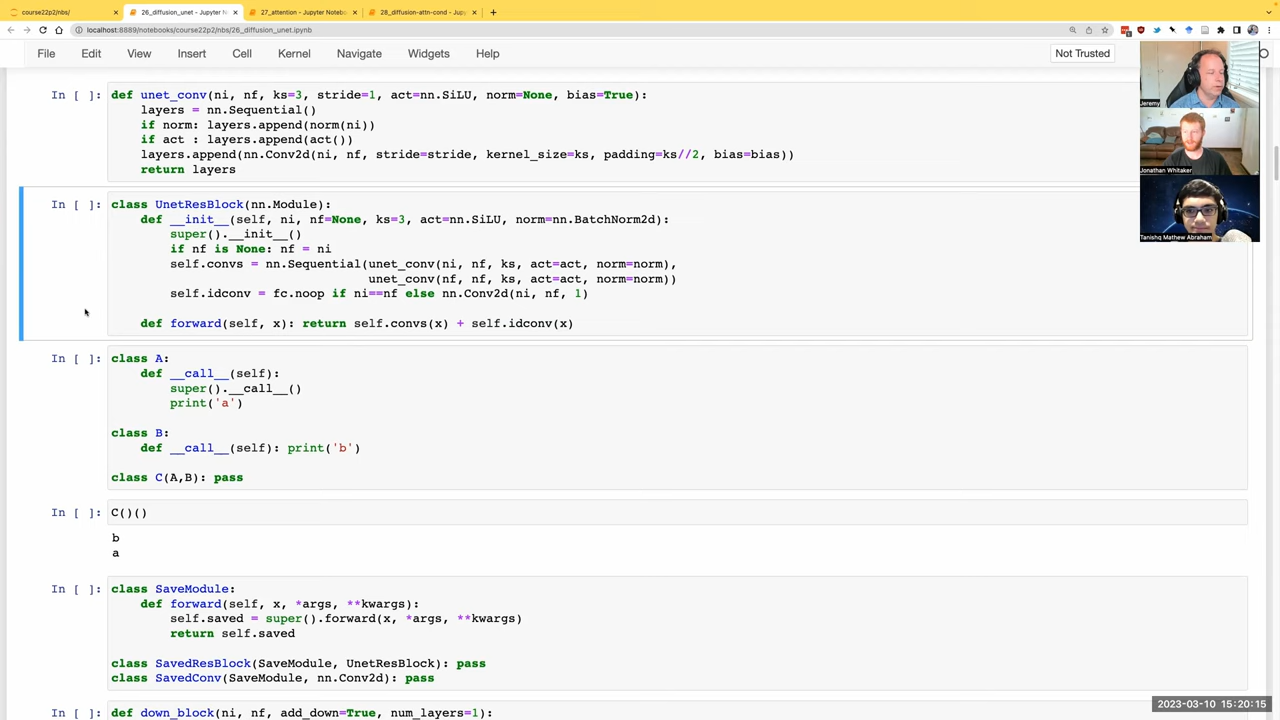 course22p2/nbs/
26_diffusion_unet - Jupyter N
27_attention - Jupyter Noteb
28_diffusion-attn-cond - Jupy
localhost:8889/notebooks/course22p2/nbs/26_diffusion_unet.ipynb
File Edit View Insert Cell Kernel Navigate Widgets Help
Not Trusted
Jeremy
Jonathan Whitaker
Tanishq Mathew Abraham
In [ ]: def unet_conv(ni, nf, ks=3, stride=1, act=nn.SiLU, norm=None, bias=True):
    layers = nn.Sequential()
    if norm: layers.append(norm(ni))
    if act : layers.append(act())
    layers.append(nn.Conv2d(ni, nf, stride=stride, kernel_size=ks, padding=ks//2, bias=bias))
    return layers
In [ ]: class UnetResBlock(nn.Module):
    def __init__(self, ni, nf=None, ks=3, act=nn.SiLU, norm=nn.BatchNorm2d):
        super().__init__()
        if nf is None: nf = ni
        self.convs = nn.Sequential(unet_conv(ni, nf, ks, act=act, norm=norm),
                                   unet_conv(nf, nf, ks, act=act, norm=norm))
        self.idconv = fc.noop if ni==nf else nn.Conv2d(ni, nf, 1)
    def forward(self, x): return self.convs(x) + self.idconv(x)
In [ ]: class A:
    def __call__(self):
        super().__call__()
        print('a')
class B:
    def __call__(self): print('b')
class C(A,B): pass
In [ ]: C()()
b
a
In [ ]: class SaveModule:
    def forward(self, x, *args, **kwargs):
        self.saved = super().forward(x, *args, **kwargs)
        return self.saved
class SavedResBlock(SaveModule, UnetResBlock): pass
class SavedConv(SaveModule, nn.Conv2d): pass
In [ ]: def down_block(ni, nf, add_down=True, num_layers=1):
2023-03-10 15:20:15